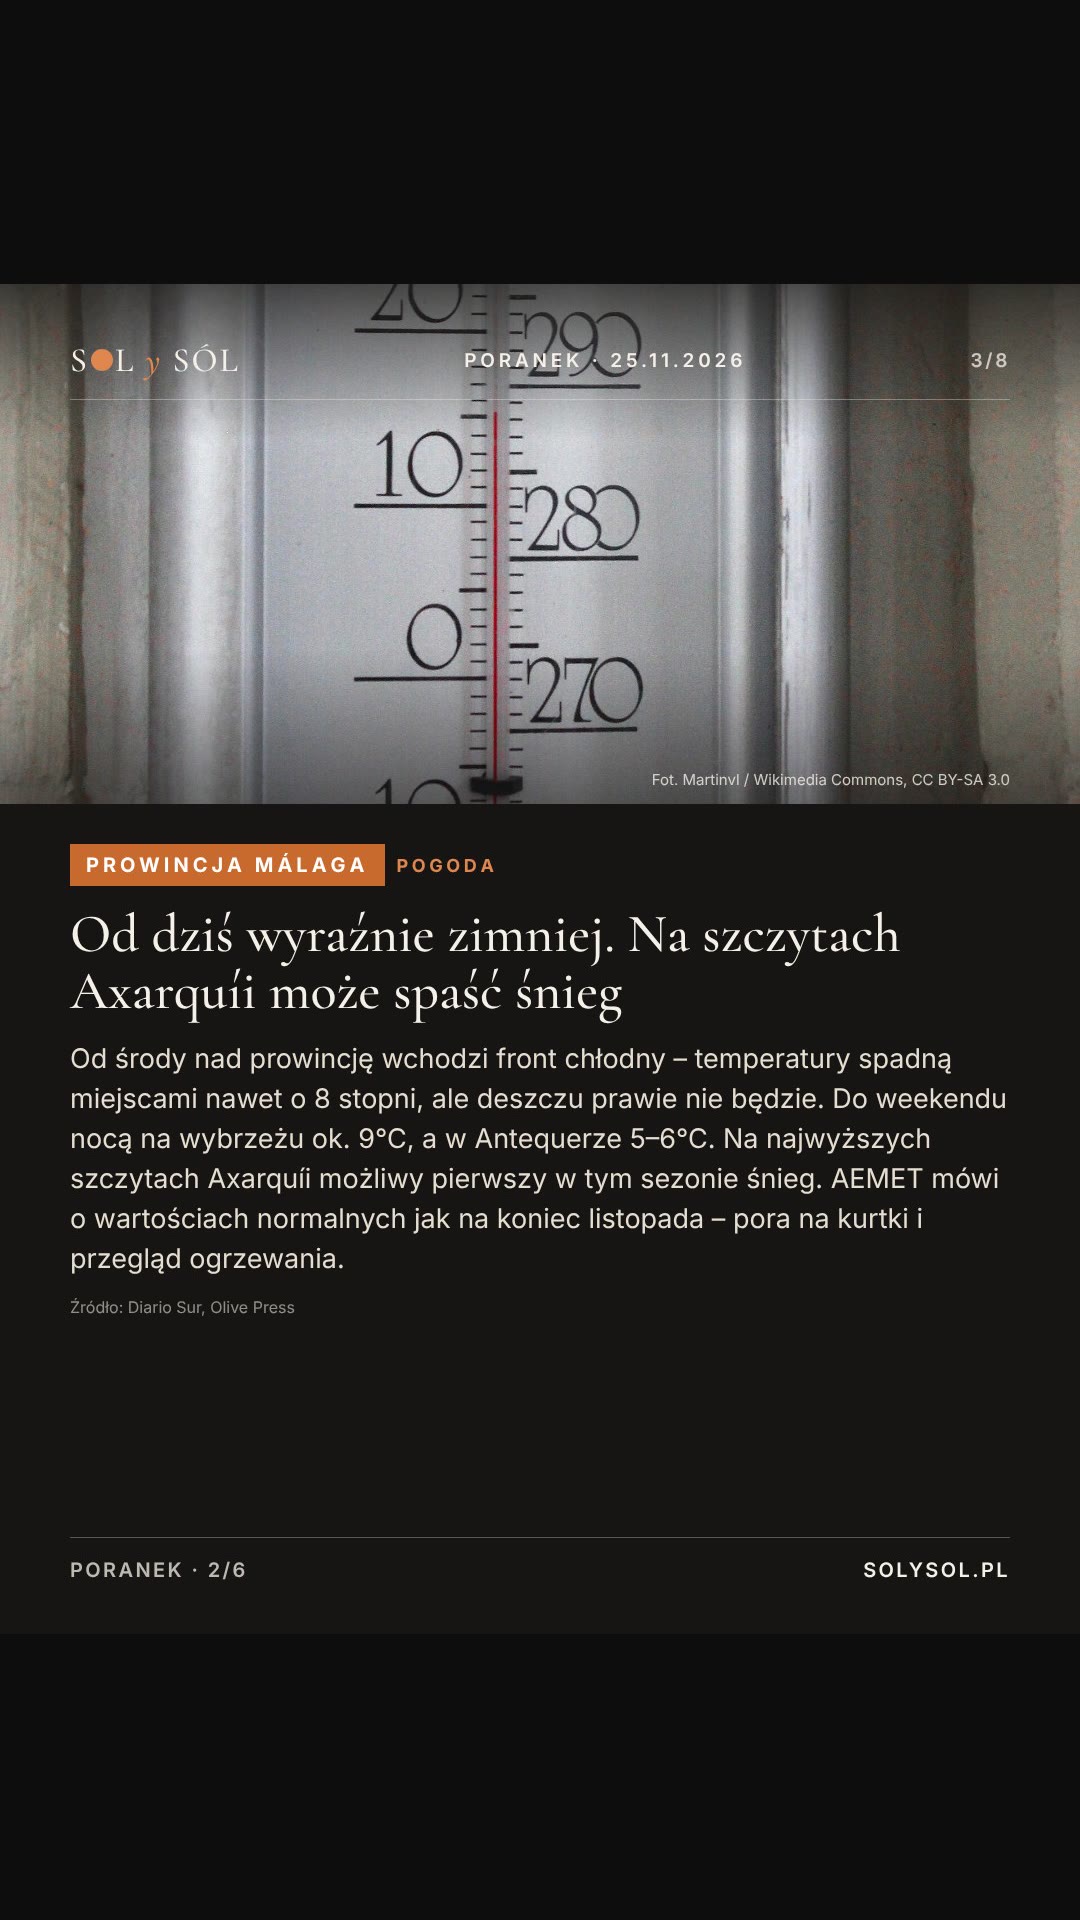 20
290
SOL y SÓL
PORANEK · 25.11.2026
3/8
10
280
0
270
10
Fot. Martinvl / Wikimedia Commons, CC BY-SA 3.0
PROWINCJA MÁLAGA
POGODA
Od dziś wyraźnie zimniej. Na szczytach
Axarquíi może spaść śnieg
Od środy nad prowincję wchodzi front chłodny – temperatury spadną
miejscami nawet o 8 stopni, ale deszczu prawie nie będzie. Do weekendu
nocą na wybrzeżu ok. 9°C, a w Antequerze 5–6°C. Na najwyższych
szczytach Axarquíi możliwy pierwszy w tym sezonie śnieg. AEMET mówi
o wartościach normalnych jak na koniec listopada – pora na kurtki i
przegląd ogrzewania.
Źródło: Diario Sur, Olive Press
PORANEK · 2/6
SOLYSOL.PL